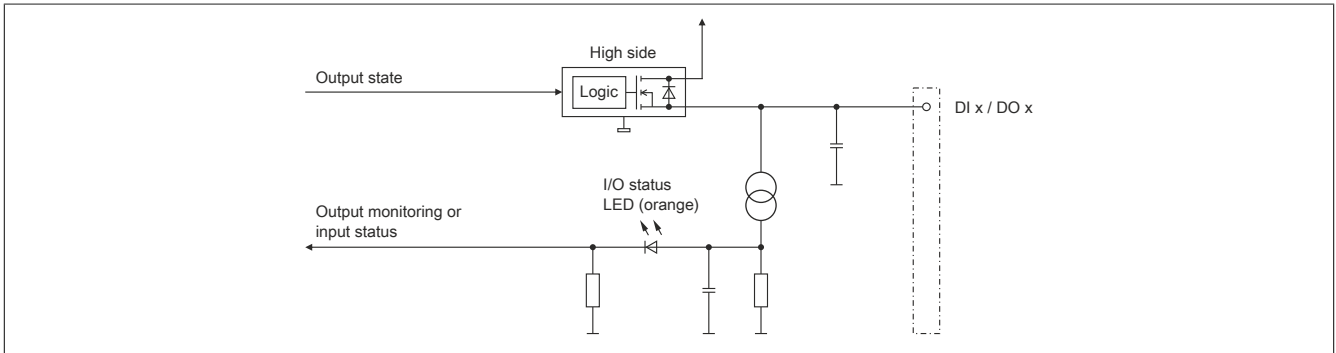 High side
Output state
Logic
DI x / DO x
I/O status
LED (orange)
Output monitoring or
input status